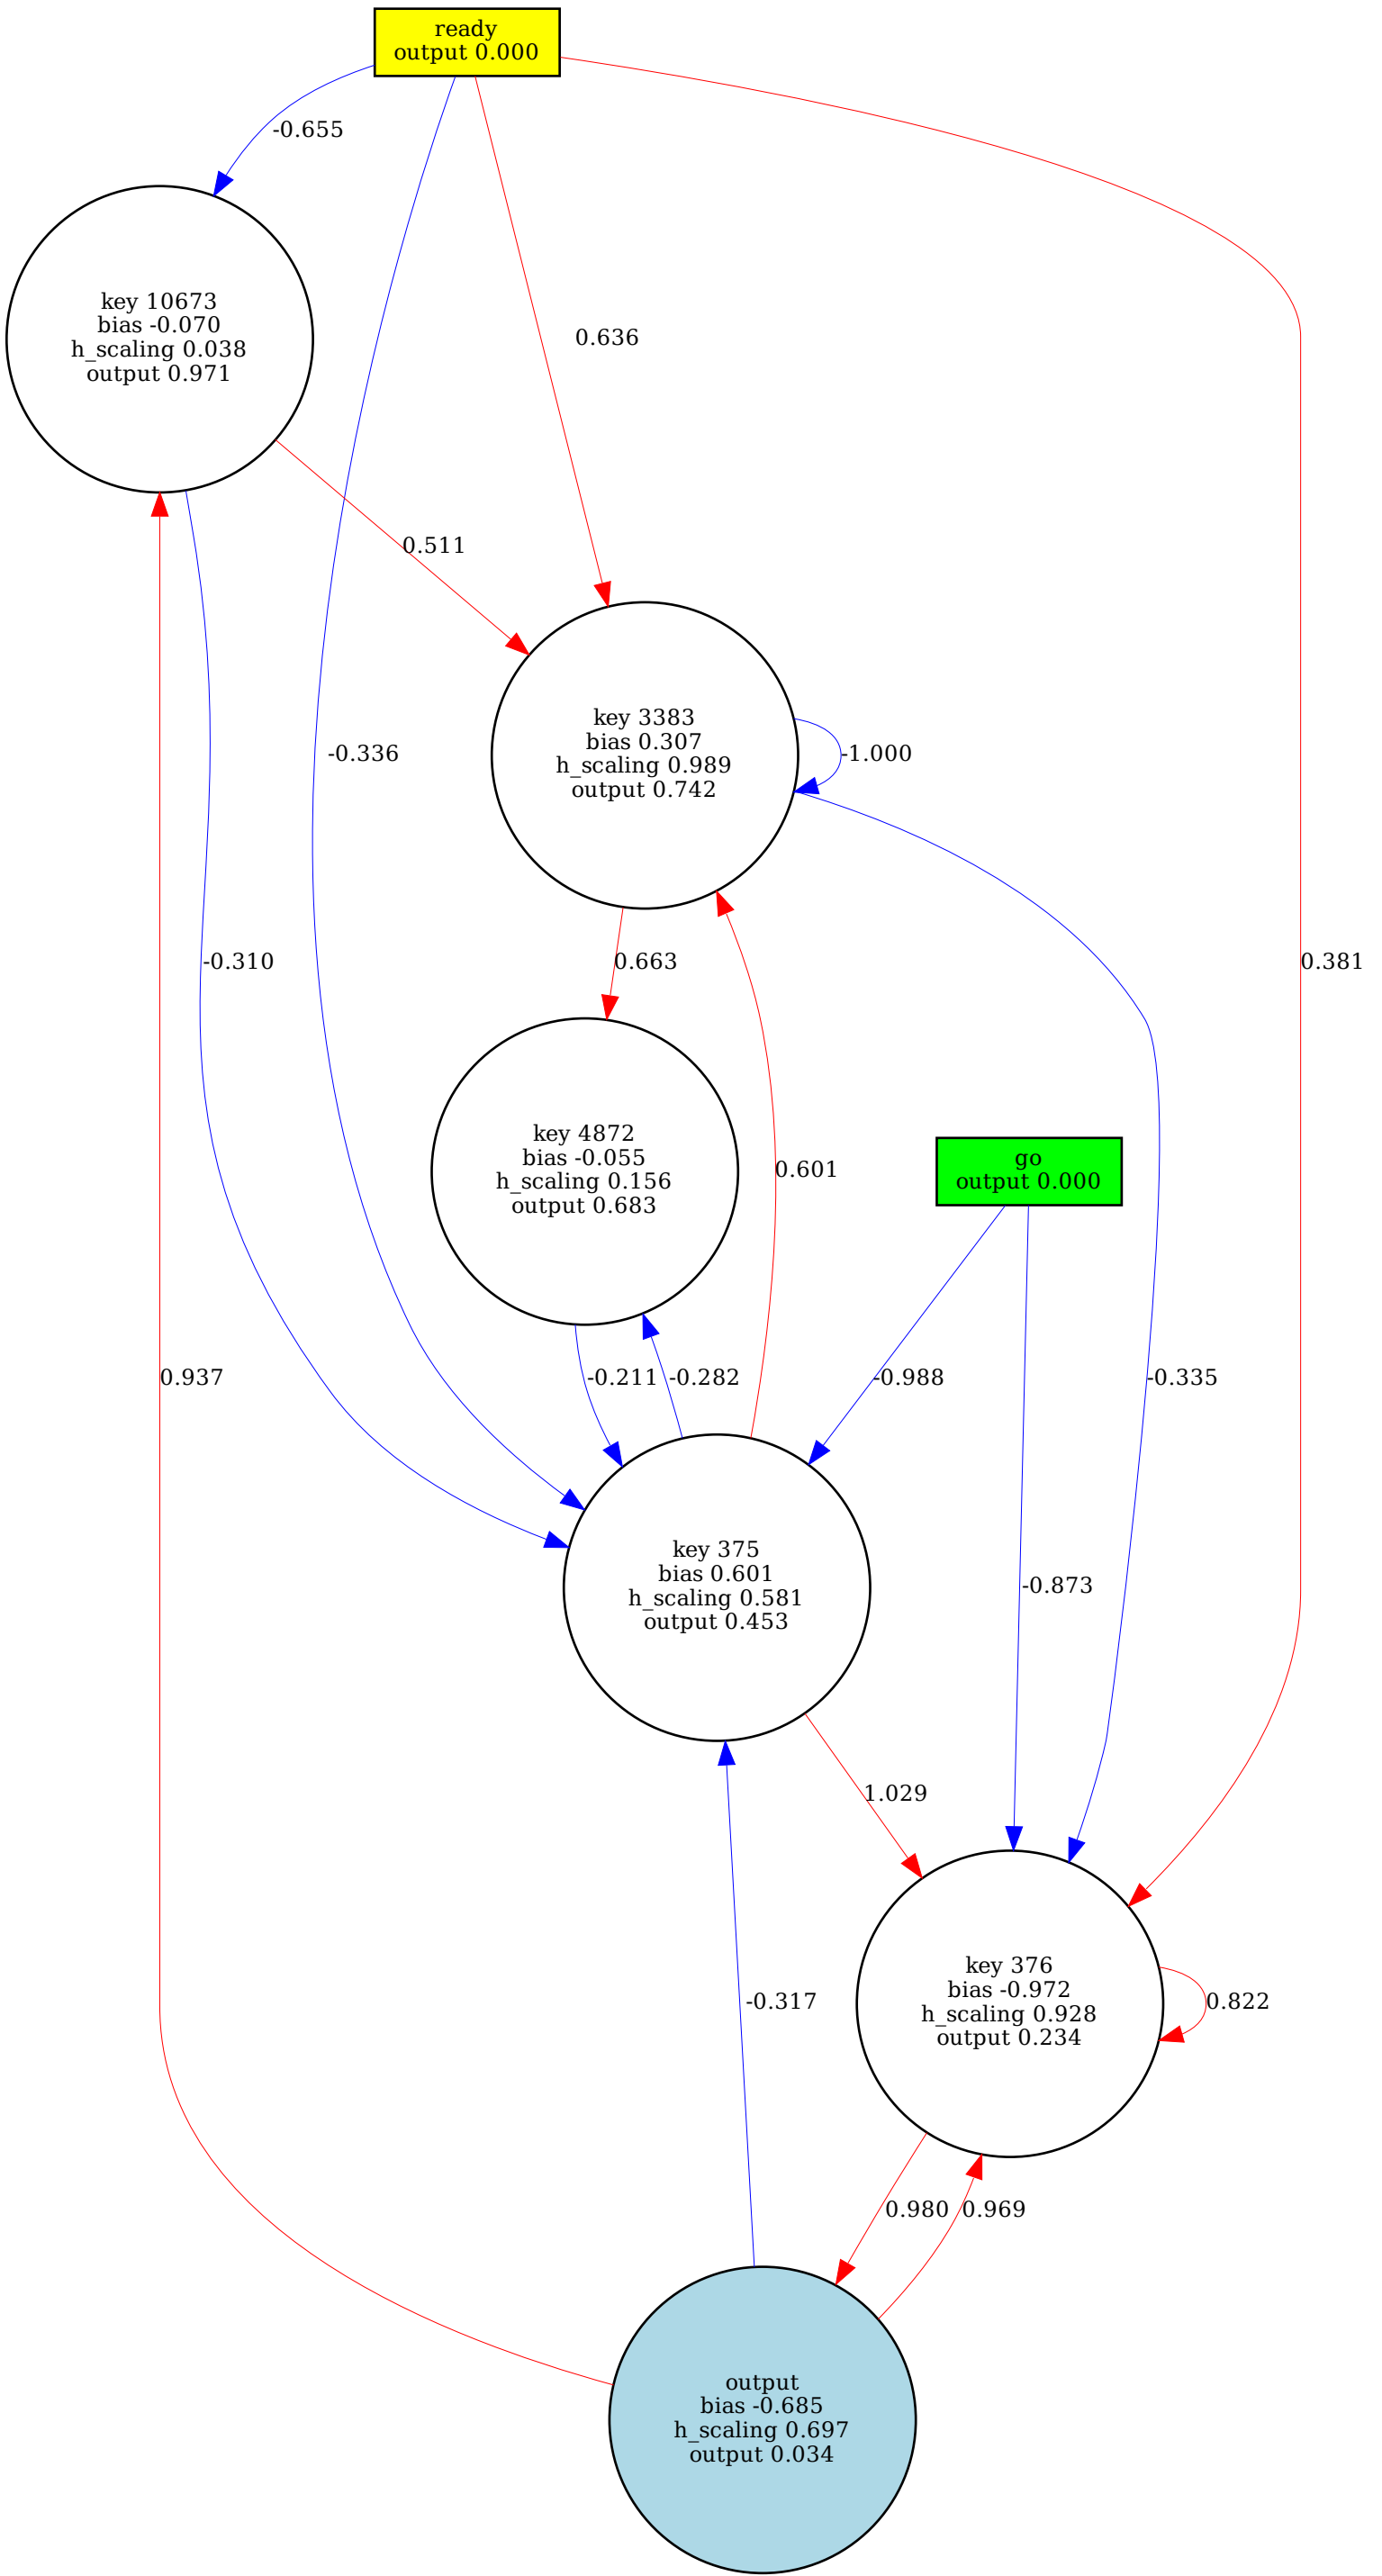 ready
output 0.000
-0.655
key 10673
bias -0.070
h_scaling 0.038
output 0.971
0.636
0.511
key 3383
bias 0.307
h_scaling 0.989
output 0.742
-0.336
-1.000
-0.310
0.663
0.381
key 4872
bias -0.055
h_scaling 0.156
output 0.683
go
output 0.000
0.601
0.937
-0.211
-0.282
-0.988
-0.335
key 375
bias 0.601
h_scaling 0.581
output 0.453
-0.873
1.029
key 376
bias -0.972
h_scaling 0.928
output 0.234
-0.317
0.822
0.980
0.969
output
bias -0.685
h_scaling 0.697
output 0.034